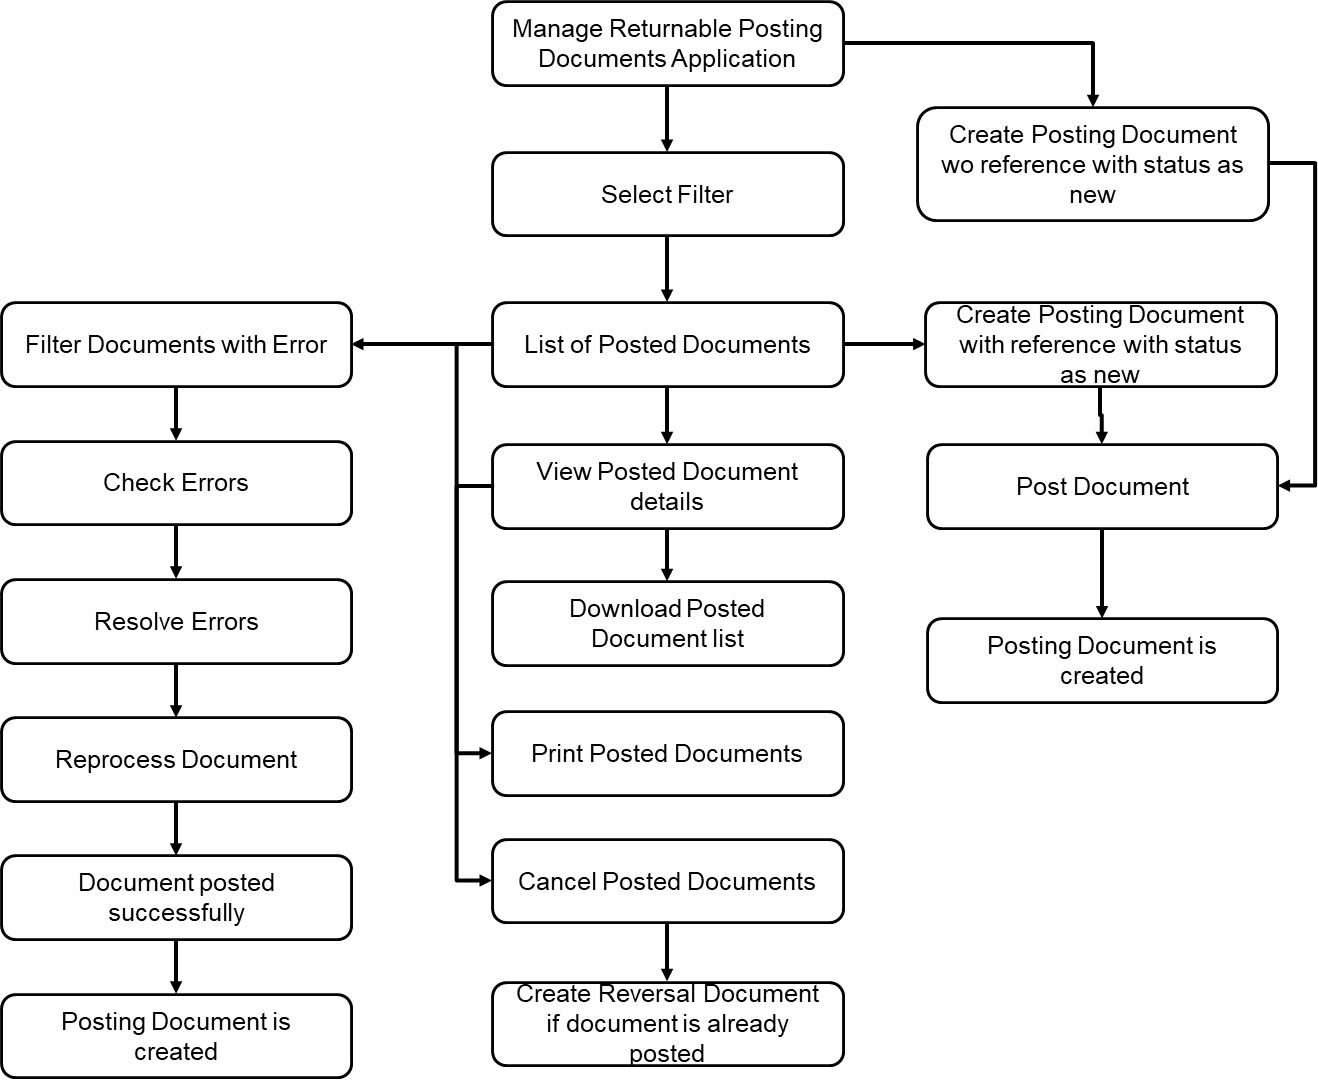 Manage Returnable Posting
Documents Application
Create Posting Document
wo reference with status as
new
Select Filter
Filter Documents with Error
List of Posted Documents
Create Posting Document
with reference with status
as new
Check Errors
View Posted Document
details
Post Document
Resolve Errors
Download Posted
Document list
Posting Document is
created
Reprocess Document
Print Posted Documents
Document posted
successfully
Cancel Posted Documents
Posting Document is
created
Create Reversal Document
if document is already
posted